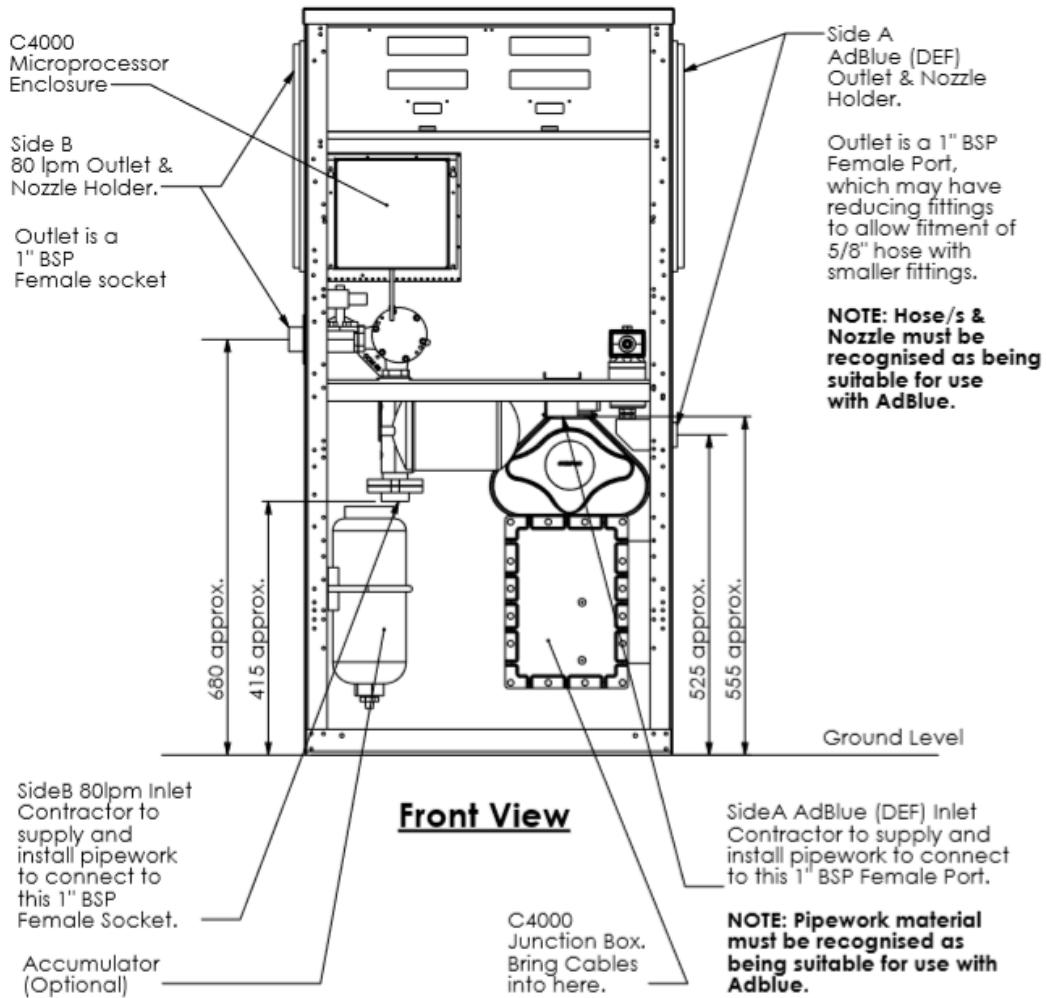 C4000
Microprocessor
Enclosure
Side B
80 lpm Outlet &
Nozzle Holder.
Outlet is a
1" BSP
Female socket
Side A
AdBlue (DEF)
Outlet & Nozzle
Holder.
Outlet is a 1" BSP
Female Port,
which may have
reducing fittings
to allow fitment of
5/8" hose with
smaller fittings.
NOTE: Hose/s &
Nozzle must be
recognised as being
suitable for use
with AdBlue.
680 approx.
415 approx.
525 approx.
555 approx.
Ground Level
SideB 80lpm Inlet
Contractor to
supply and
install pipework
to connect to
this 1" BSP
Female Socket.
Accumulator
(Optional)
Front View
C4000
Junction Box.
Bring Cables
into here.
SideA AdBlue (DEF) Inlet
Contractor to supply and
install pipework to connect
to this 1" BSP Female Port.
NOTE: Pipework material
must be recognised as
being suitable for use with
Adblue.